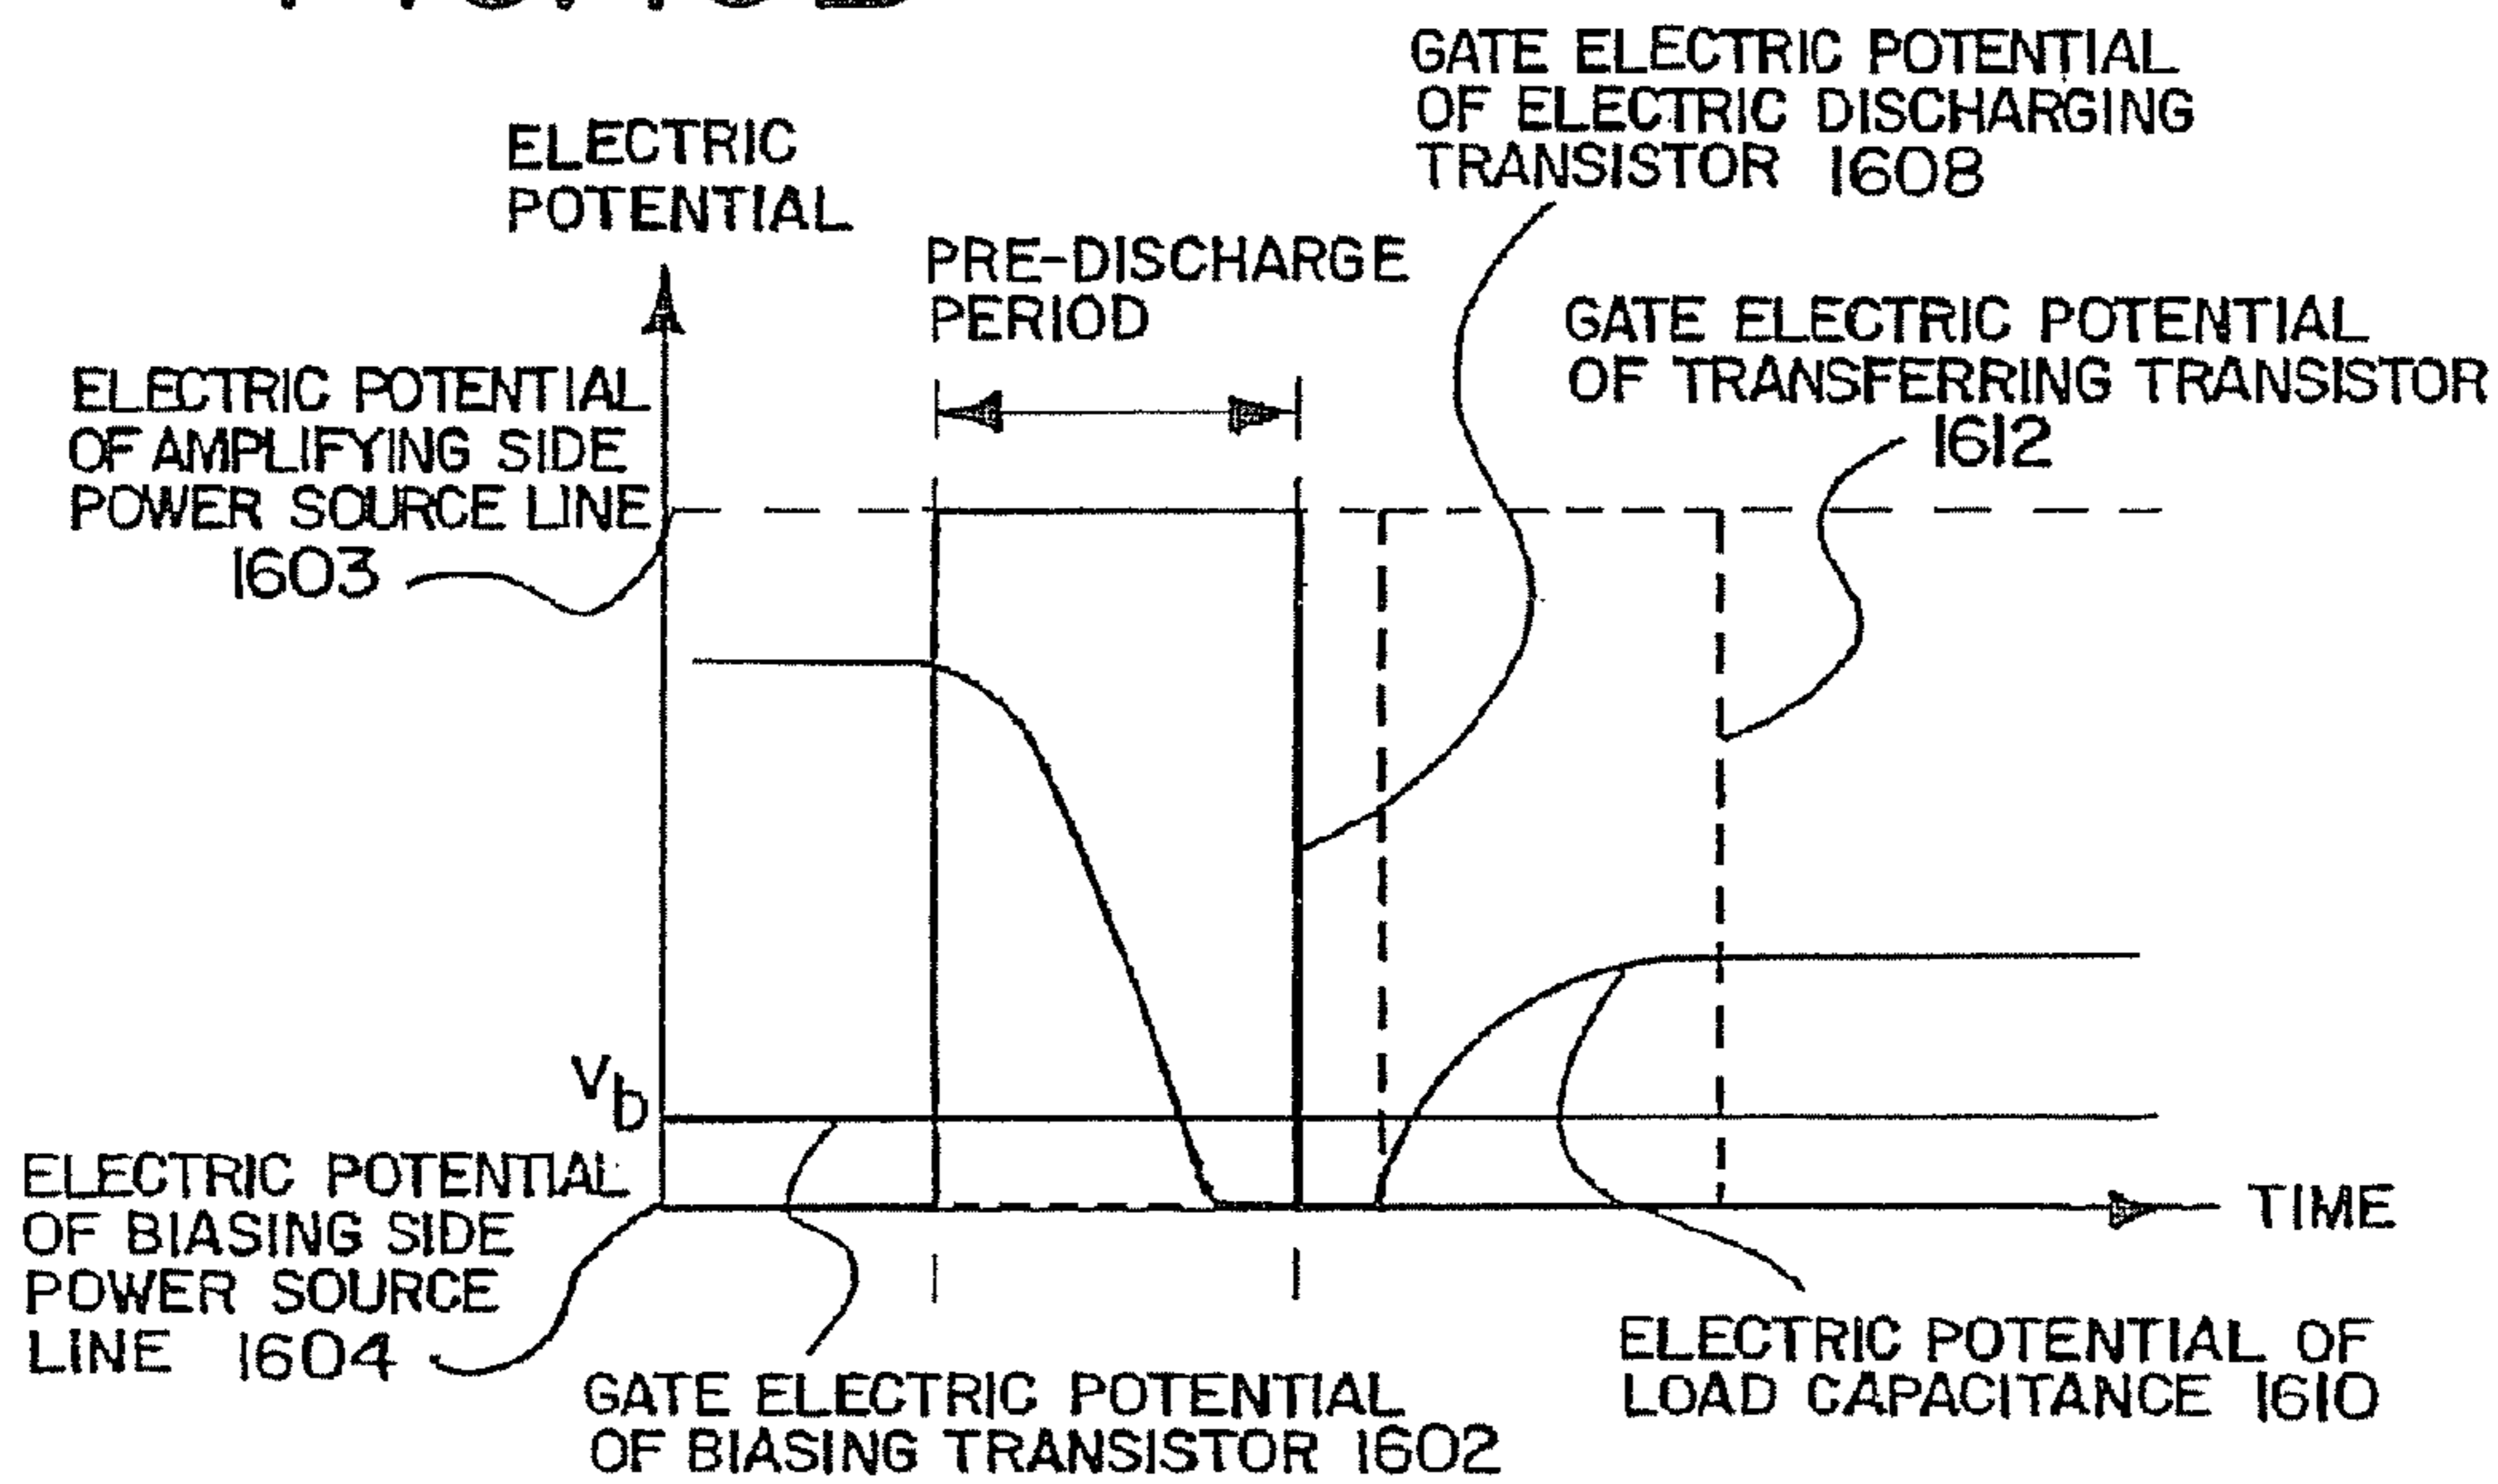 GATE ELECTRIC POTENTIAL
OF ELECTRIC DISCHARGING
TRANSISTOR 1608
ELECTRIC
POTENTIAL
PRE-DISCHARGE
PERIOD
GATE ELECTRIC POTENTIAL
OF TRANSFERRING TRANSISTOR
1612
ELECTRIC POTENTIAL
OF AMPLIFYING SIDE
POWER SOURCE LINE
1603
Vb
ELECTRIC POTENTIAL
OF BIASING SIDE
POWER SOURCE
LINE 1604
TIME
GATE ELECTRIC POTENTIAL
OF BIASING TRANSISTOR 1602
ELECTRIC POTENTIAL OF
LOAD CAPACITANCE 1610